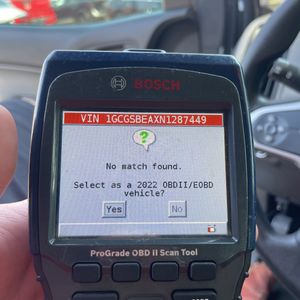 BOSCH
VIN 1GCGSBEAXN1287449
?
No match found.
Select as a 2022 OBDII/EOBD
vehicle?
Yes No
ProGrade OBD II Scan Tool